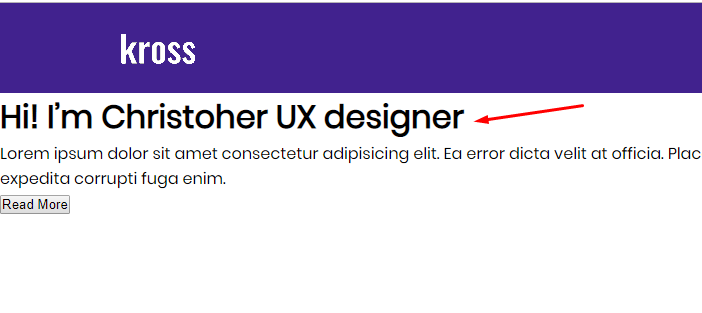 kross
Hi! I’m Christoher UX designer
Lorem ipsum dolor sit amet consectetur adipisicing elit. Ea error dicta velit at officia. Plac
expedita corrupti fuga enim.
Read More